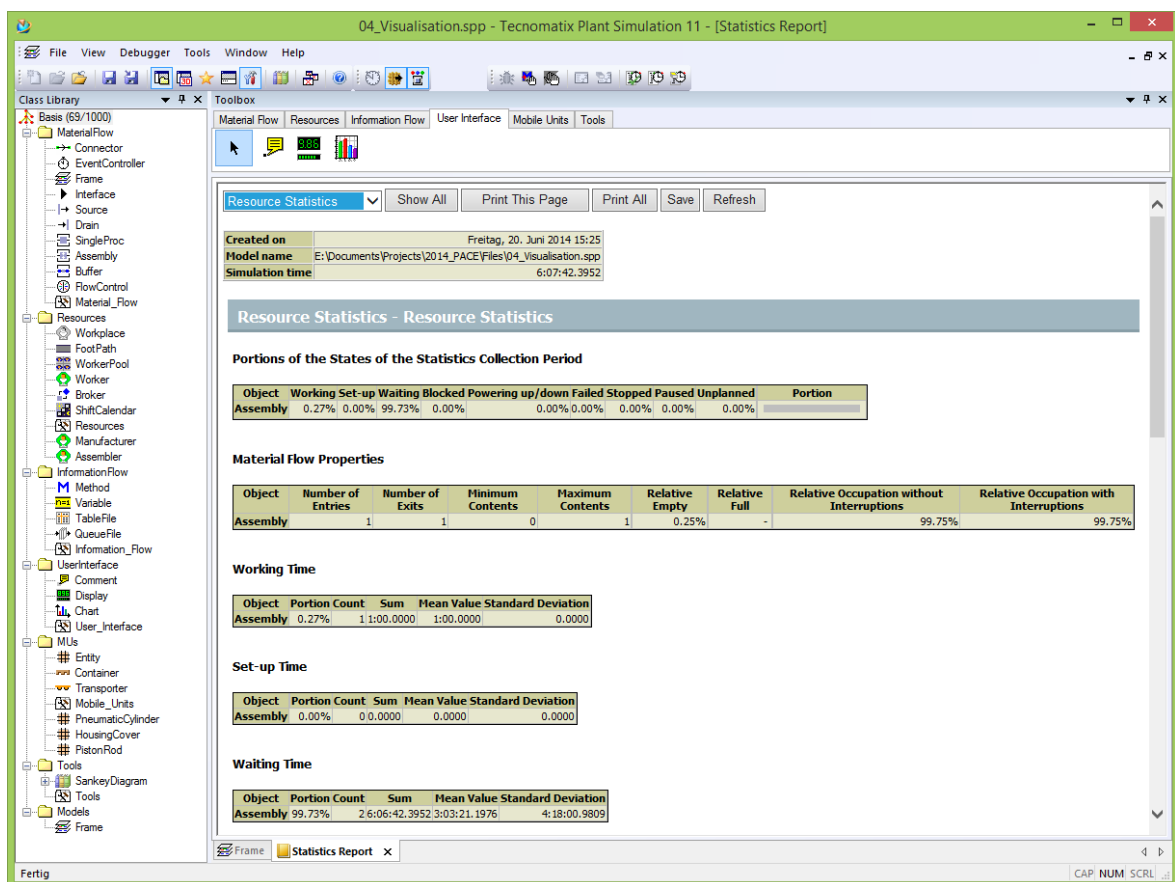 04_Visualisation.spp - Tecnomatix Plant Simulation 11 - [Statistics Report]
File View Debugger Tools Window Help
Class Library
Basis (69/1000)
MaterialFlow
Connector
EventController
Frame
Interface
Source
Drain
SingleProc
Assembly
Buffer
FlowControl
Material_Flow
Resources
Workplace
FootPath
WorkerPool
Worker
Broker
ShiftCalendar
Resources
Manufacturer
Assembler
InformationFlow
Method
Variable
TableFile
QueueFile
Information_Flow
UserInterface
Comment
Display
Chart
User_Interface
MUs
Entity
Container
Transporter
Mobile_Units
PneumaticCylinder
HousingCover
PistonRod
Tools
SankeyDiagram
Tools
Models
Frame
Toolbox
Material Flow Resources Information Flow User Interface Mobile Units Tools
Resource Statistics Show All Print This Page Print All Save Refresh
Created on Freitag, 20. Juni 2014 15:25
Model name E:\Documents\Projects\2014_PACE\Files\04_Visualisation.spp
Simulation time 6:07:42.3952
Resource Statistics - Resource Statistics
Portions of the States of the Statistics Collection Period
Object Working Set-up Waiting Blocked Powering up/down Failed Stopped Paused Unplanned Portion
Assembly 0.27% 0.00% 99.73% 0.00% 0.00% 0.00% 0.00% 0.00% 0.00%
Material Flow Properties
Object Number of Entries Number of Exits Minimum Contents Maximum Contents Relative Empty Relative Full Relative Occupation without Interruptions Relative Occupation with Interruptions
Assembly 1 1 0 1 0.25% - 99.75% 99.75%
Working Time
Object Portion Count Sum Mean Value Standard Deviation
Assembly 0.27% 1 1:00.0000 1:00.0000 0.0000
Set-up Time
Object Portion Count Sum Mean Value Standard Deviation
Assembly 0.00% 0 0.0000 0.0000 0.0000
Waiting Time
Object Portion Count Sum Mean Value Standard Deviation
Assembly 99.73% 2 6:06:42.3952 3:03:21.1976 4:18:00.9809
Frame Statistics Report
Fertig CAP NUM SCRL